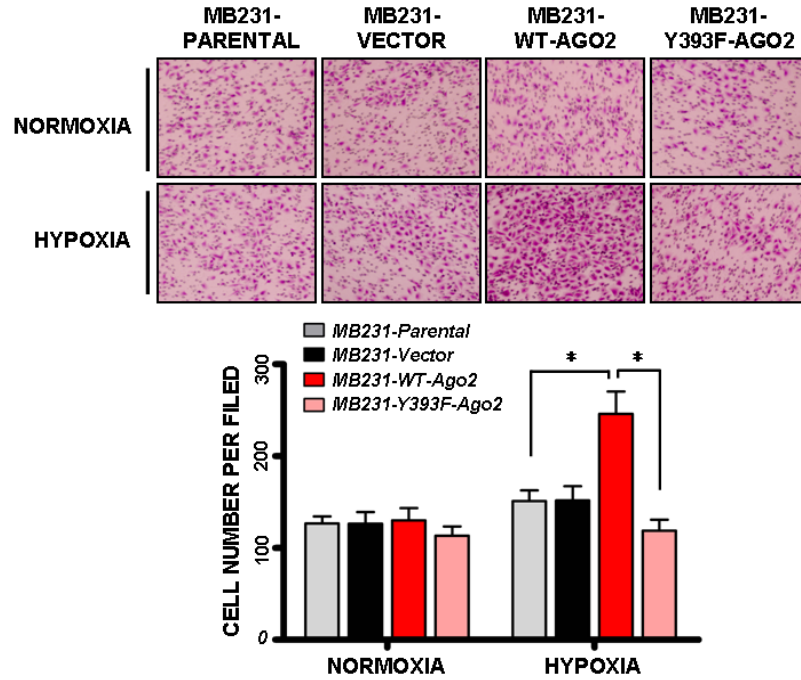 MB231-
PARENTAL
MB231-
VECTOR
MB231-
WT-AGO2
MB231-
Y393F-AGO2
NORMOXIA
HYPOXIA
MB231-Parental
MB231-Vector
MB231-WT-Ago2
MB231-Y393F-Ago2
CELL NUMBER PER FILED
300
200
100
0
*
*
NORMOXIA
HYPOXIA